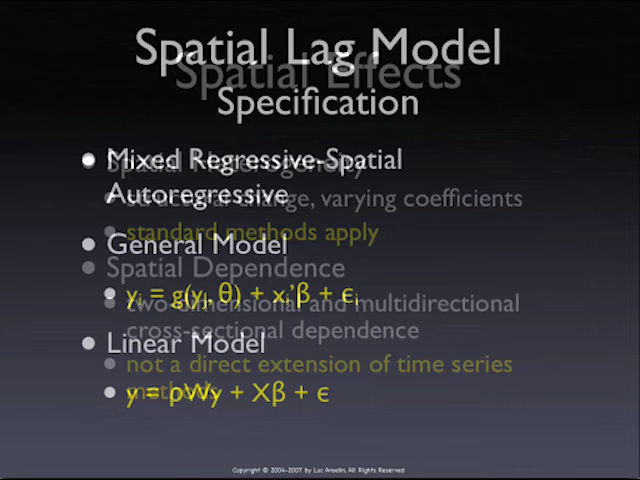 Spatial Lag Model
Spatial Effects
Specification
• Mixed Regressive-Spatial
Autoregressive
• Spatial Heterogeneity
• structural change, varying coefficients
• standard methods apply
• General Model
• Spatial Dependence
• yᵢ = g(yⱼ, θ) + xᵢ’β + ϵᵢ
• two-dimensional and multidirectional
cross-sectional dependence
• Linear Model
• not a direct extension of time series
methods
• y = ρWy + Xβ + ϵ
Copyright © 2004-2007 by Luc Anselin, All Rights Reserved